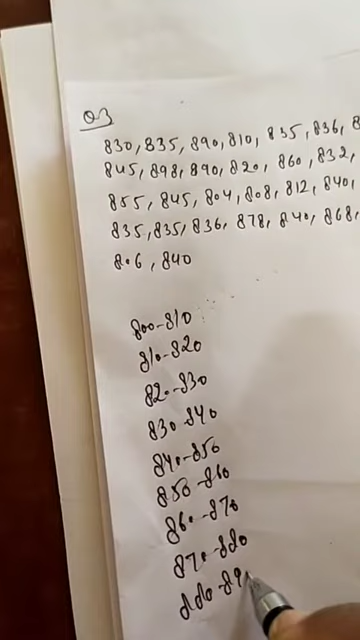 Q3
830, 835, 890, 810, 835, 836, 8
845, 898, 890, 820, 860, 832,
855, 845, 804, 808, 812, 840,
835, 835, 836, 878, 840, 868,
806, 840
800-810
810-820
820-830
830-840
840-850
850-860
860-870
870-880
880-89